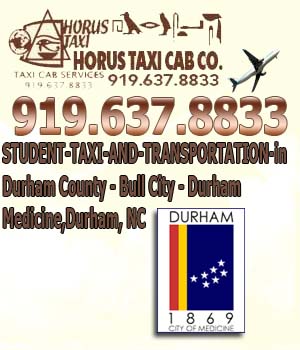 HORUS
TAXI
TAXI CAB SERVICES
919.637.8833
HORUS TAXI CAB CO.
919.637.8833
919.637.8833
STUDENT-TAXI-AND-TRANSPORTATION-in
Durham County - Bull City - Durham
Medicine,Durham, NC
DURHAM
1869
CITY OF MEDICINE